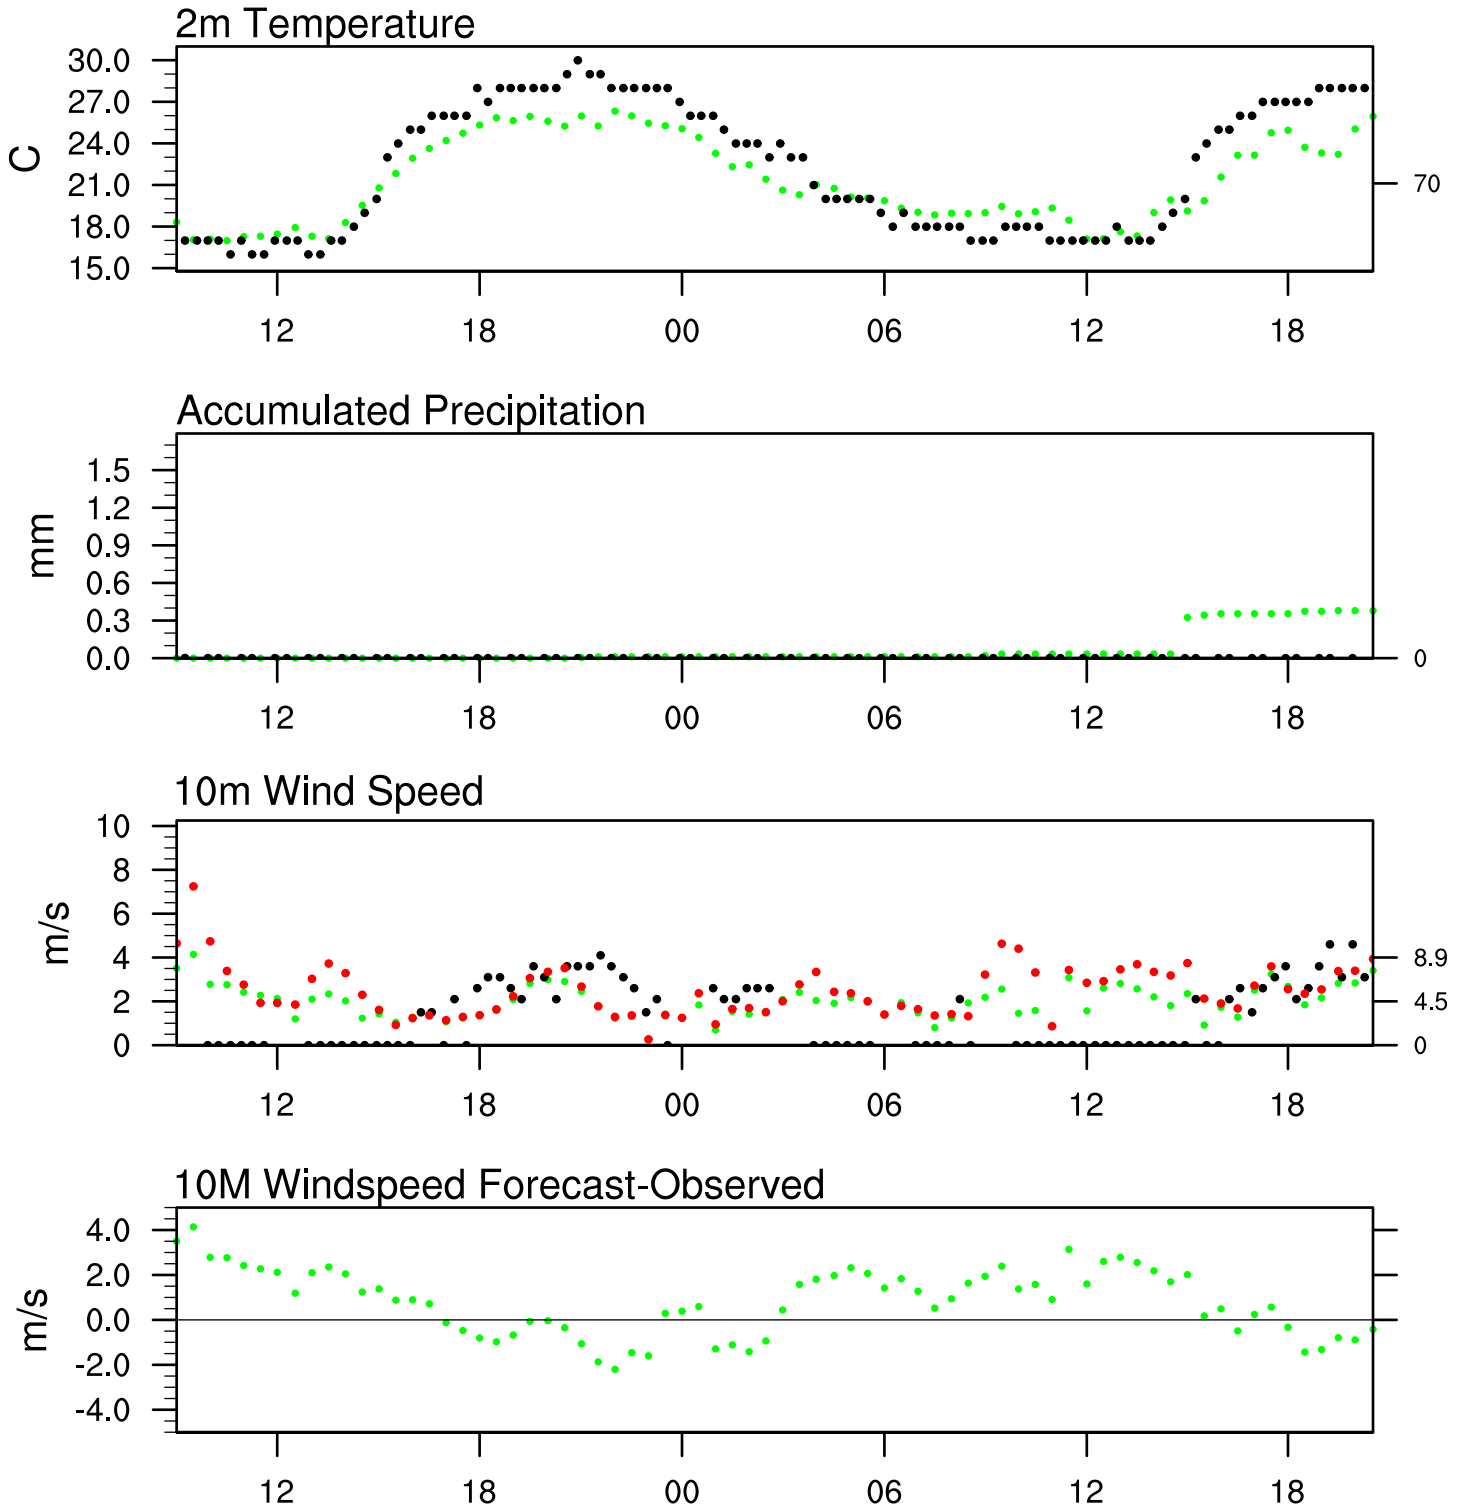 2m Temperature
30.0
27.0
24.0
21.0
18.0
15.0
C
70
12 18 00 06 12 18
Accumulated Precipitation
1.5
1.2
0.9
0.6
0.3
0.0
mm
0
12 18 00 06 12 18
10m Wind Speed
10
8
6
4
2
0
m/s
8.9
4.5
0
12 18 00 06 12 18
10M Windspeed Forecast-Observed
4.0
2.0
0.0
-2.0
-4.0
m/s
12 18 00 06 12 18